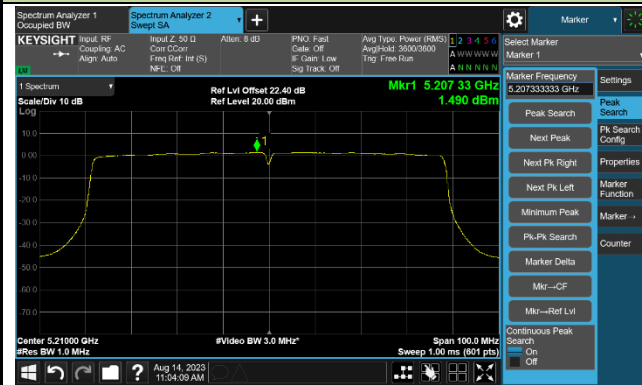 Spectrum Analyzer 1
Occupied BW
Spectrum Analyzer 2
Swept SA
Marker
KEYSIGHT
Input: RF
Coupling: AC
Align: Auto
Input Z: 50 Ω
Corr CCorr
Freq Ref: Int (S)
NFE: Off
Atten: 8 dB
PNO: Fast
Gate: Off
IF Gain: Low
Sig Track: Off
Avg Type: Power (RMS)
Avg|Hold: 3600/3600
Trig: Free Run
1 2 3 4 5 6
A W W W W W
A N N N N N
1 Spectrum
Scale/Div 10 dB
Log
Ref Lvl Offset 22.40 dB
Ref Level 20.00 dBm
Mkr1 5.207 33 GHz
1.490 dBm
1
10.0
0.00
-10.0
-20.0
-30.0
-40.0
-50.0
-60.0
-70.0
Center 5.21000 GHz
#Res BW 1.0 MHz
#Video BW 3.0 MHz*
Span 100.0 MHz
Sweep 1.00 ms (601 pts)
Select Marker
Marker 1
Marker Frequency
5.207333333 GHz
Peak Search
Next Peak
Next Pk Right
Next Pk Left
Minimum Peak
Pk-Pk Search
Marker Delta
Mkr→CF
Mkr→Ref Lvl
Continuous Peak
Search
On
Off
Settings
Peak
Search
Pk Search
Config
Properties
Marker
Function
Marker→
Counter
Aug 14, 2023
11:04:09 AM